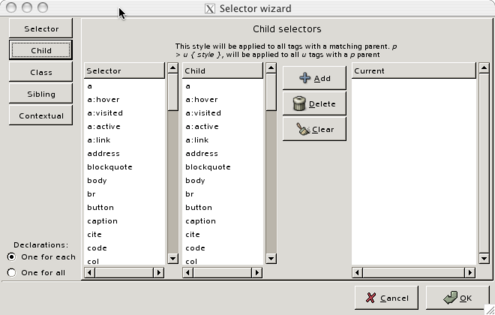 Selector wizard
Selector
Child
Class
Sibling
Contextual
Declarations:
One for each
One for all
Child selectors
This style will be applied to all tags with a matching parent. p
> u { style }, will be applied to all u tags with a p parent
Selector
a
a:hover
a:visited
a:active
a:link
address
blockquote
body
br
button
caption
cite
code
col
Child
a
a:hover
a:visited
a:active
a:link
address
blockquote
body
br
button
caption
cite
code
col
Add
Delete
Clear
Current
Cancel
OK